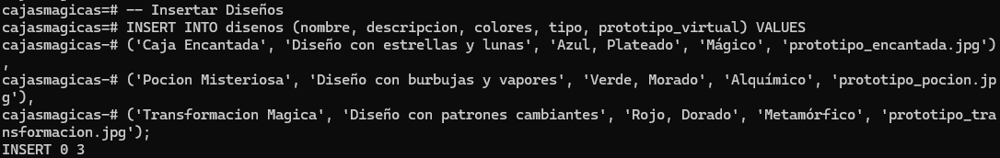 cajasmagicas=# -- Insertar Diseños
cajasmagicas=# INSERT INTO disenos (nombre, descripcion, colores, tipo, prototipo_virtual) VALUES
cajasmagicas-# ('Caja Encantada', 'Diseño con estrellas y lunas', 'Azul, Plateado', 'Mágico', 'prototipo_encantada.jpg')
,
cajasmagicas-# ('Pocion Misteriosa', 'Diseño con burbujas y vapores', 'Verde, Morado', 'Alquímico', 'prototipo_pocion.jp
g'),
cajasmagicas-# ('Transformacion Magica', 'Diseño con patrones cambiantes', 'Rojo, Dorado', 'Metamórfico', 'prototipo_tra
nsformacion.jpg');
INSERT 0 3